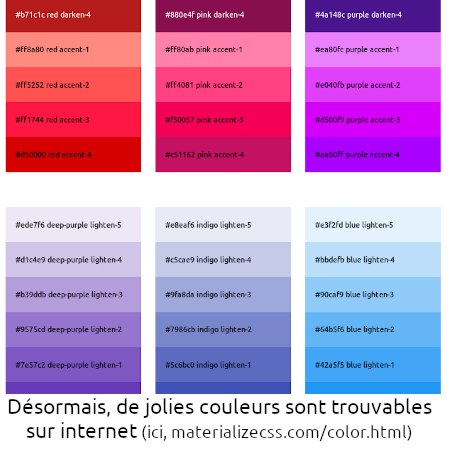 #b71c1c red darken-4
#ff8a80 red accent-1
#ff5252 red accent-2
#ff1744 red accent-3
#d50000 red accent-4
#880e4f pink darken-4
#ff80ab pink accent-1
#ff4081 pink accent-2
#f50057 pink accent-3
#c51162 pink accent-4
#4a148c purple darken-4
#ea80fc purple accent-1
#e040fb purple accent-2
#d500f9 purple accent-3
#aa00ff purple accent-4
#ede7f6 deep-purple lighten-5
#d1c4e9 deep-purple lighten-4
#b39ddb deep-purple lighten-3
#9575cd deep-purple lighten-2
#7e57c2 deep-purple lighten-1
#e8eaf6 indigo lighten-5
#c5cae9 indigo lighten-4
#9fa8da indigo lighten-3
#7986cb indigo lighten-2
#5c6bc0 indigo lighten-1
#e3f2fd blue lighten-5
#bbdefb blue lighten-4
#90caf9 blue lighten-3
#64b5f6 blue lighten-2
#42a5f5 blue lighten-1
Désormais, de jolies couleurs sont trouvables
sur internet (ici, materializecss.com/color.html)